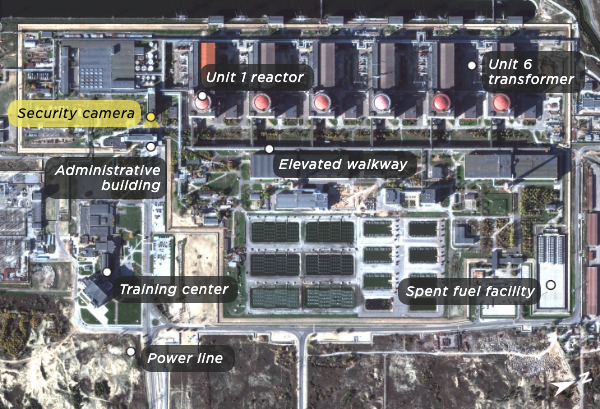 Unit 1 reactor
Unit 6
transformer
Security camera
Administrative
building
Elevated walkway
Training center
Spent fuel facility
Power line
Z